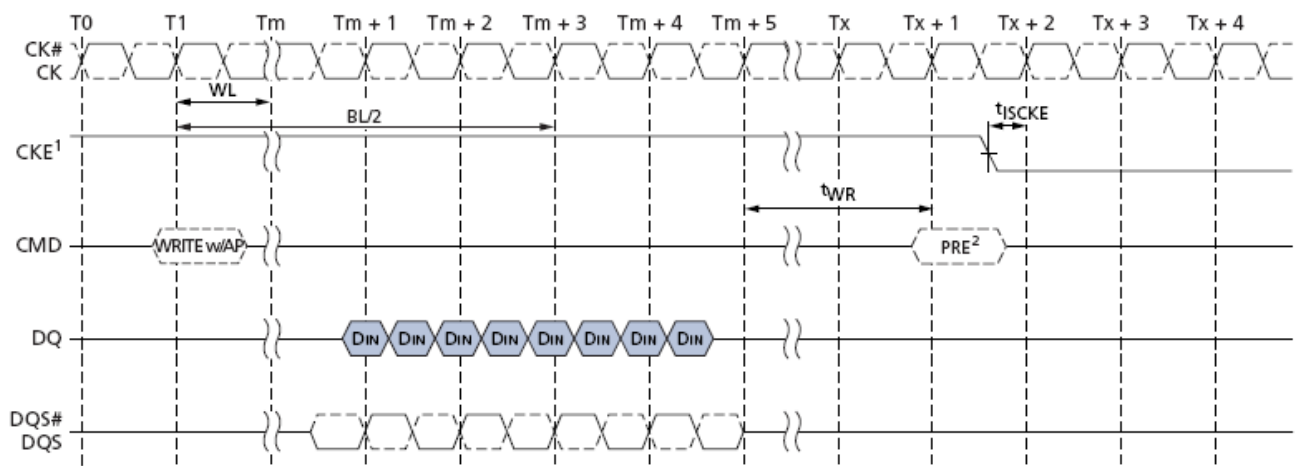 T0 T1 Tm Tm + 1 Tm + 2 Tm + 3 Tm + 4 Tm + 5 Tx Tx + 1 Tx + 2 Tx + 3 Tx + 4
CK#
CK
WL
BL/2
tISCKE
CKE1
tWR
CMD WRITE w/AP PRE2
DQ DIN DIN DIN DIN DIN DIN DIN DIN
DQS#
DQS